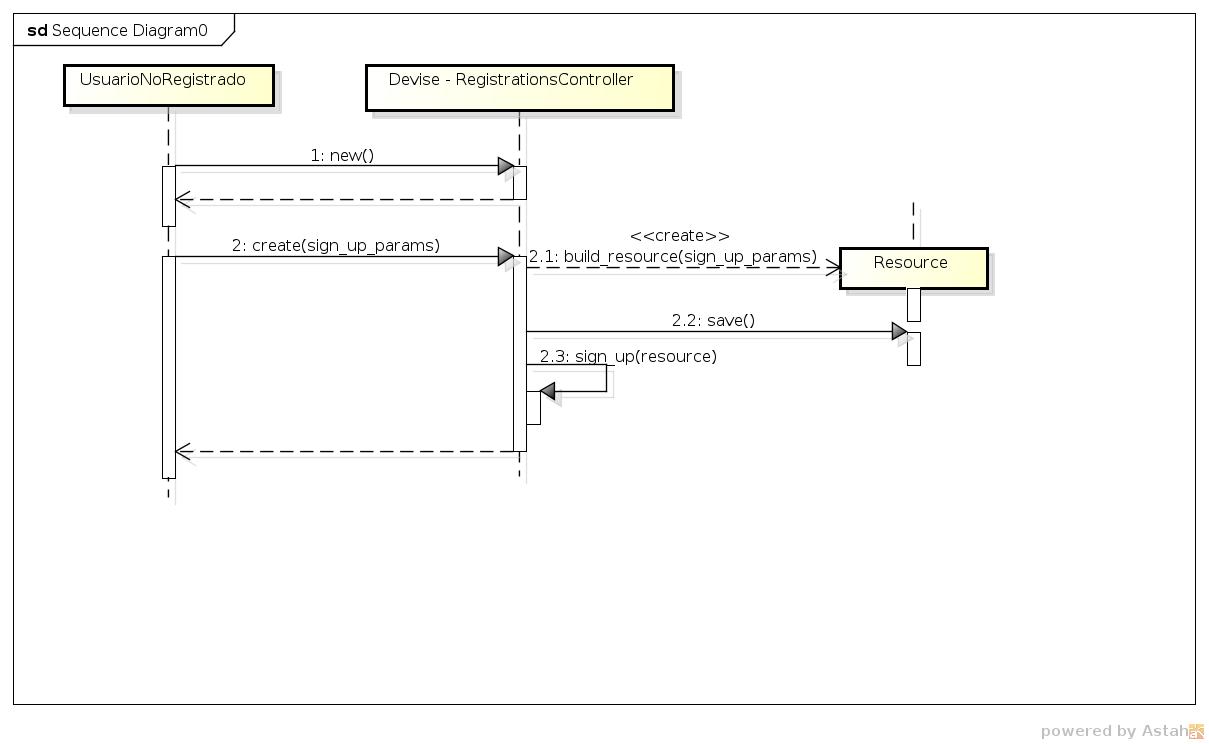 sd Sequence Diagram0
UsuarioNoRegistrado
Devise - RegistrationsController
1: new()
2: create(sign_up_params)
<<create>>
2.1: build_resource(sign_up_params)
Resource
2.2: save()
2.3: sign_up(resource)
powered by Astah